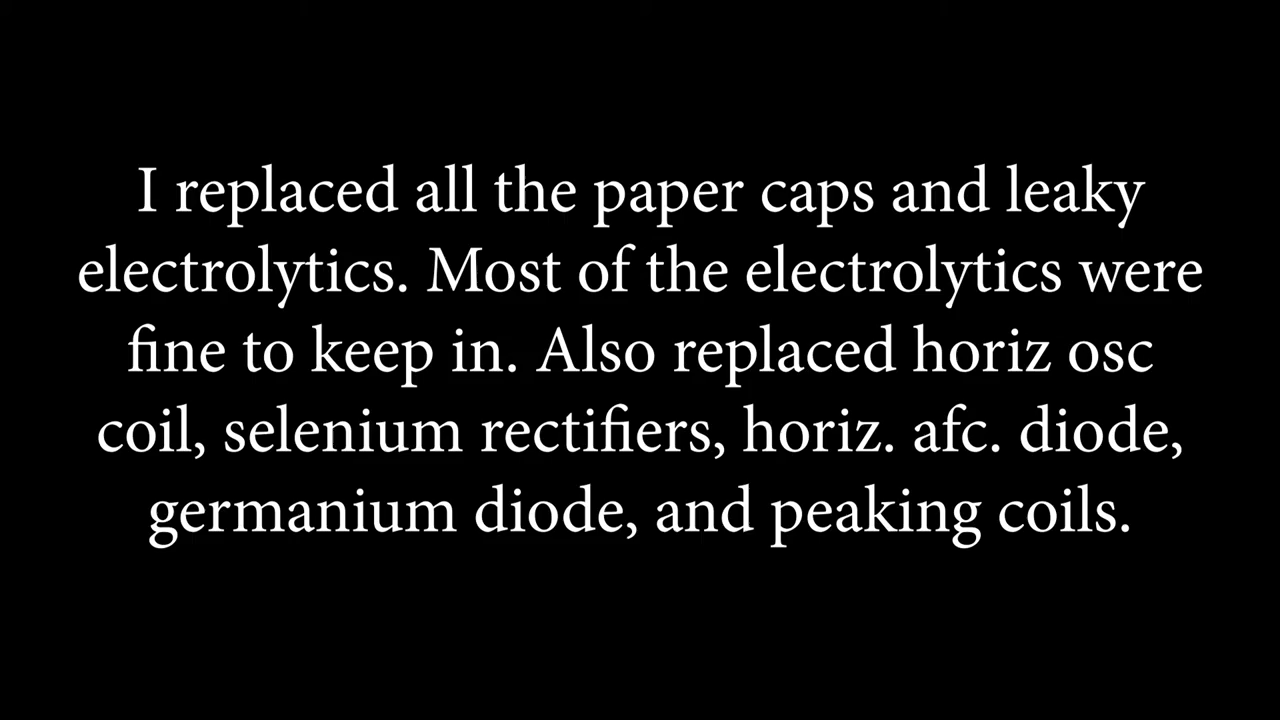 I replaced all the paper caps and leaky
electrolytics. Most of the electrolytics were
fine to keep in. Also replaced horiz osc
coil, selenium rectifiers, horiz. afc. diode,
germanium diode, and peaking coils.